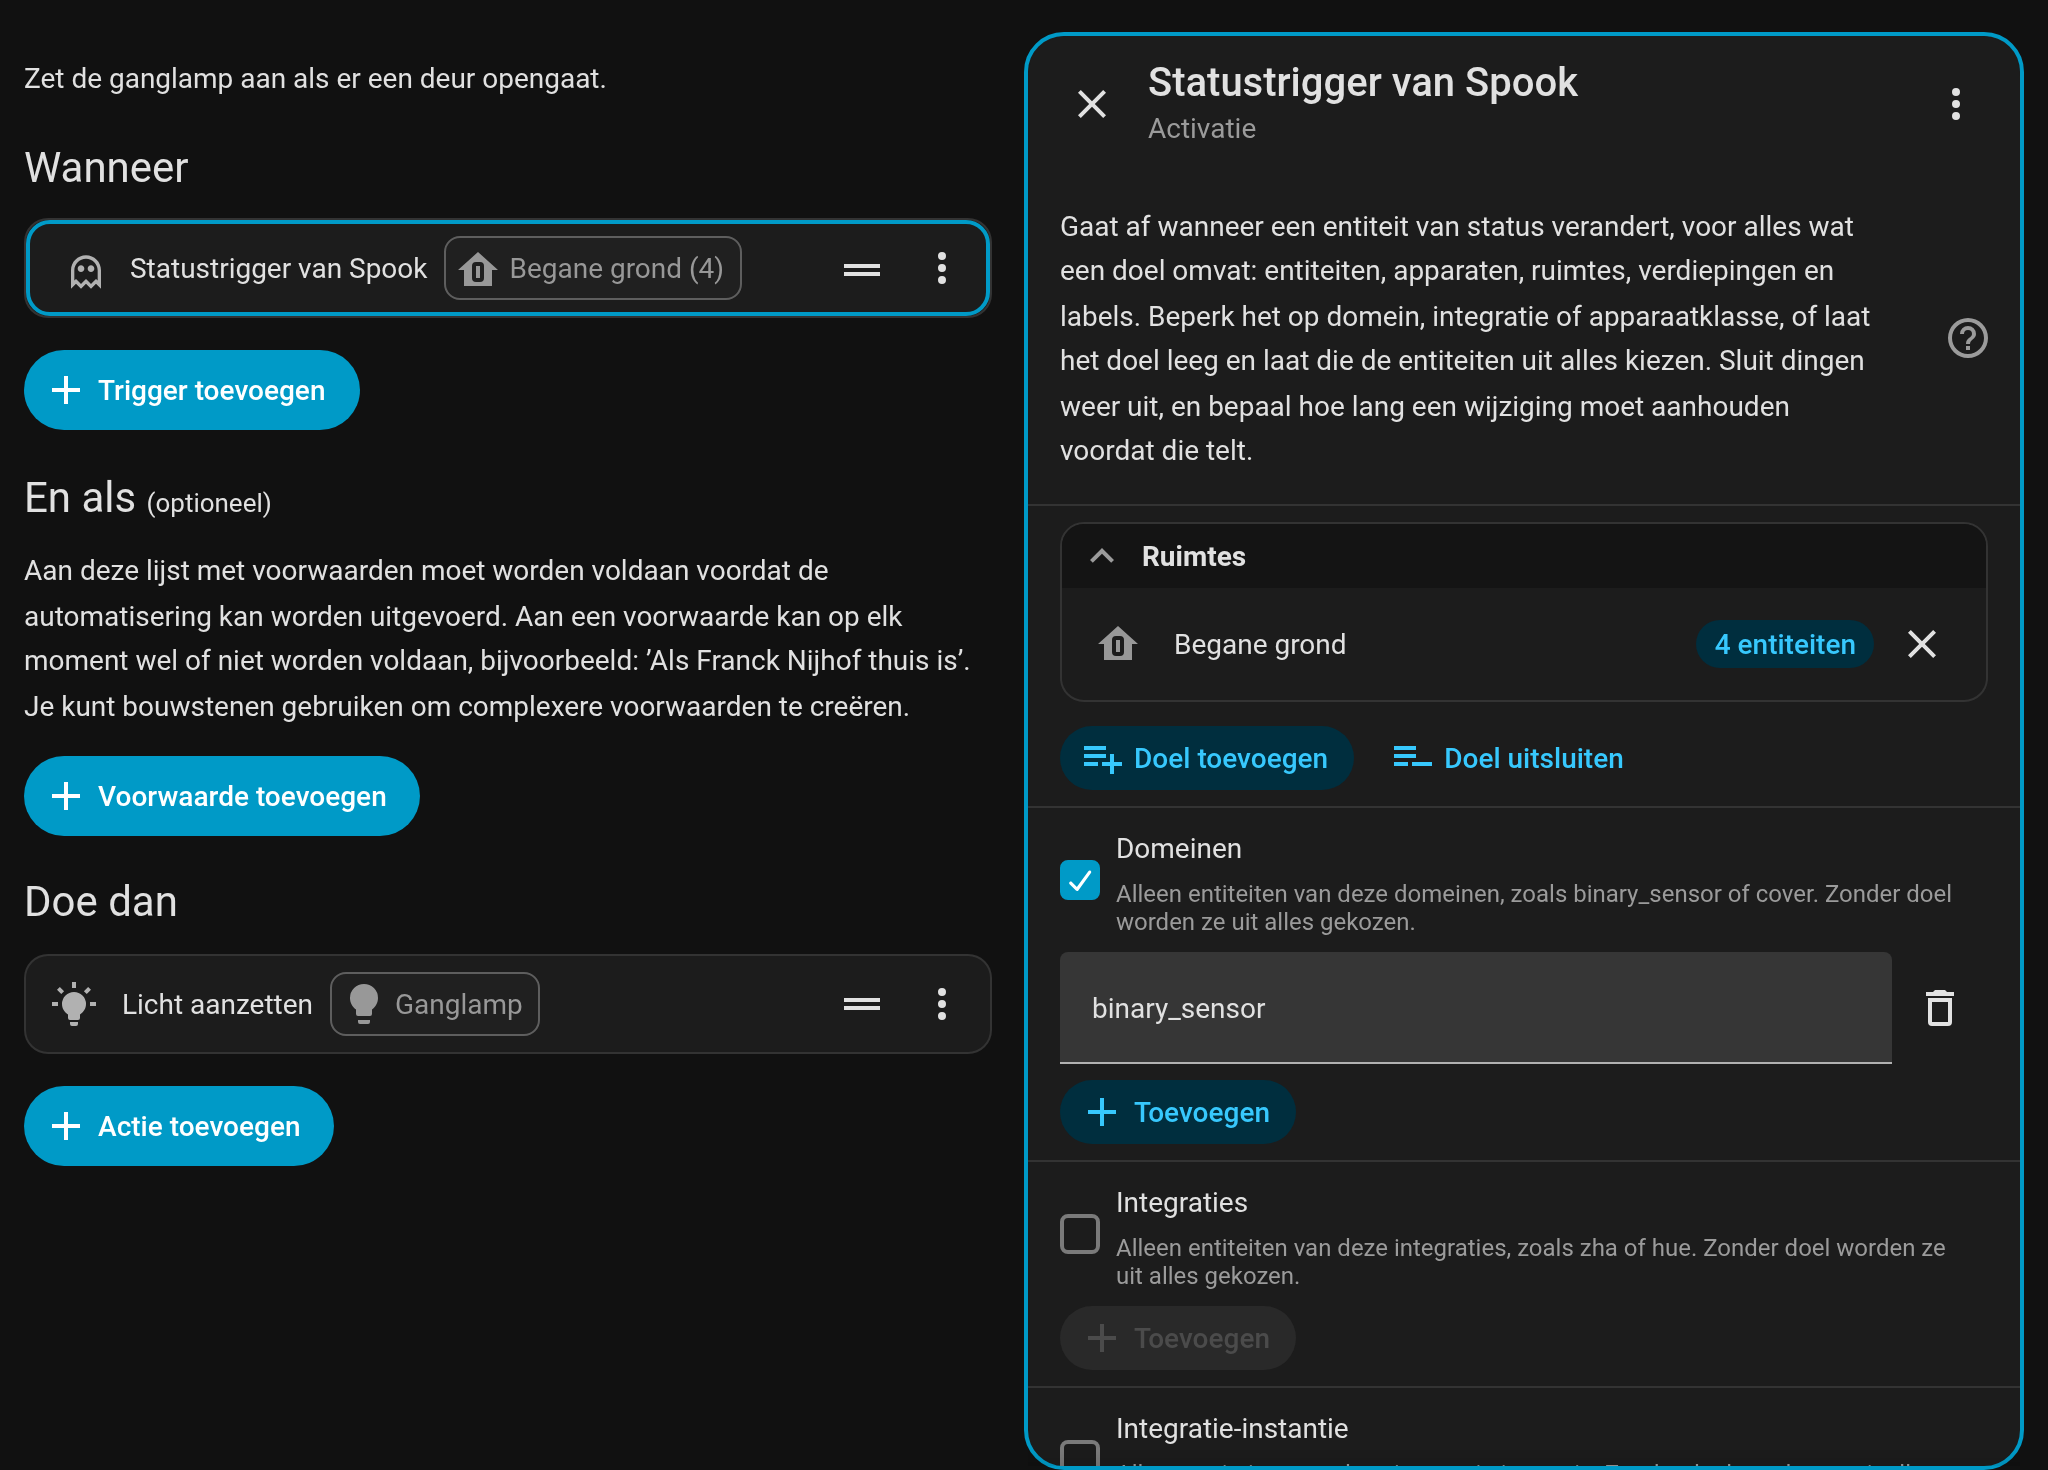 Zet de ganglamp aan als er een deur opengaat.
Wanneer
Statustrigger van Spook
Begane grond (4)
Trigger toevoegen
En als (optioneel)
Aan deze lijst met voorwaarden moet worden voldaan voordat de
automatisering kan worden uitgevoerd. Aan een voorwaarde kan op elk
moment wel of niet worden voldaan, bijvoorbeeld: ’Als Franck Nijhof thuis is’.
Je kunt bouwstenen gebruiken om complexere voorwaarden te creëren.
Voorwaarde toevoegen
Doe dan
Licht aanzetten
Ganglamp
Actie toevoegen
Statustrigger van Spook
Activatie
Gaat af wanneer een entiteit van status verandert, voor alles wat
een doel omvat: entiteiten, apparaten, ruimtes, verdiepingen en
labels. Beperk het op domein, integratie of apparaatklasse, of laat
het doel leeg en laat die de entiteiten uit alles kiezen. Sluit dingen
weer uit, en bepaal hoe lang een wijziging moet aanhouden
voordat die telt.
Ruimtes
Begane grond
4 entiteiten
Doel toevoegen
Doel uitsluiten
Domeinen
Alleen entiteiten van deze domeinen, zoals binary_sensor of cover. Zonder doel
worden ze uit alles gekozen.
binary_sensor
Toevoegen
Integraties
Alleen entiteiten van deze integraties, zoals zha of hue. Zonder doel worden ze
uit alles gekozen.
Toevoegen
Integratie-instantie